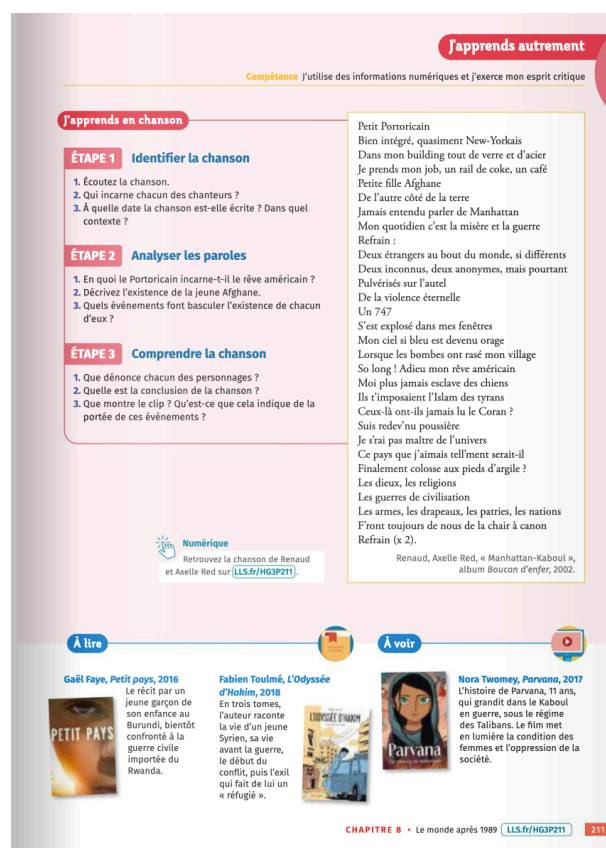 J'apprends autrement
Compétence J'utilise des informations numériques et j'exerce mon esprit critique
J'apprends en chanson
ÉTAPE 1 Identifier la chanson
1. Écoutez la chanson.
2. Qui incarne chacun des chanteurs ?
3. À quelle date la chanson est-elle écrite ? Dans quel
contexte ?
ÉTAPE 2 Analyser les paroles
1. En quoi le Portoricain incarne-t-il le rêve américain ?
2. Décrivez l'existence de la jeune Afghane.
3. Quels événements font basculer l'existence de chacun
d'eux ?
ÉTAPE 3 Comprendre la chanson
1. Que dénonce chacun des personnages ?
2. Quelle est la conclusion de la chanson ?
3. Que montre le clip ? Qu'est-ce que cela indique de la
portée de ces événements ?
Numérique
Retrouvez la chanson de Renaud
et Axelle Red sur LLS.fr/HG3P211.
Petit Portoricain
Bien intégré, quasiment New-Yorkais
Dans mon building tout de verre et d'acier
Je prends mon job, un rail de coke, un café
Petite fille Afghane
De l'autre côté de la terre
Jamais entendu parler de Manhattan
Mon quotidien c'est la misère et la guerre
Refrain :
Deux étrangers au bout du monde, si différents
Deux inconnus, deux anonymes, mais pourtant
Pulvérisés sur l'autel
De la violence éternelle
Un 747
S'est explosé dans mes fenêtres
Mon ciel si bleu est devenu orage
Lorsque les bombes ont rasé mon village
So long ! Adieu mon rêve américain
Moi plus jamais esclave des chiens
Ils t'imposaient l'Islam des tyrans
Ceux-là ont-ils jamais lu le Coran ?
Suis redev'nu poussière
Je s'rai pas maître de l'univers
Ce pays que j'aimais tell'ment serait-il
Finalement colosse aux pieds d'argile ?
Les dieux, les religions
Les guerres de civilisation
Les armes, les drapeaux, les patries, les nations
F'ront toujours de nous de la chair à canon
Refrain (x 2).
Renaud, Axelle Red, « Manhattan-Kaboul »,
album Boucan d'enfer, 2002.
À lire
Gaël Faye, Petit pays, 2016
Le récit par un
jeune garçon de
son enfance au
Burundi, bientôt
confronté à la
guerre civile
importée du
Rwanda.
PETIT PAYS
Fabien Toulmé, L'Odyssée
d'Hakim, 2018
En trois tomes,
l'auteur raconte
la vie d'un jeune
Syrien, sa vie
avant la guerre,
le début du
conflit, puis l'exil
qui fait de lui un
« réfugié ».
L'ODYSSÉE D'HAKIM
À voir
Nora Twomey, Parvana, 2017
L'histoire de Parvana, 11 ans,
qui grandit dans le Kaboul
en guerre, sous le régime
des Talibans. Le film met
en lumière la condition des
femmes et l'oppression de la
société.
Parvana
CHAPITRE 8 • Le monde après 1989 LLS.fr/HG3P211 211